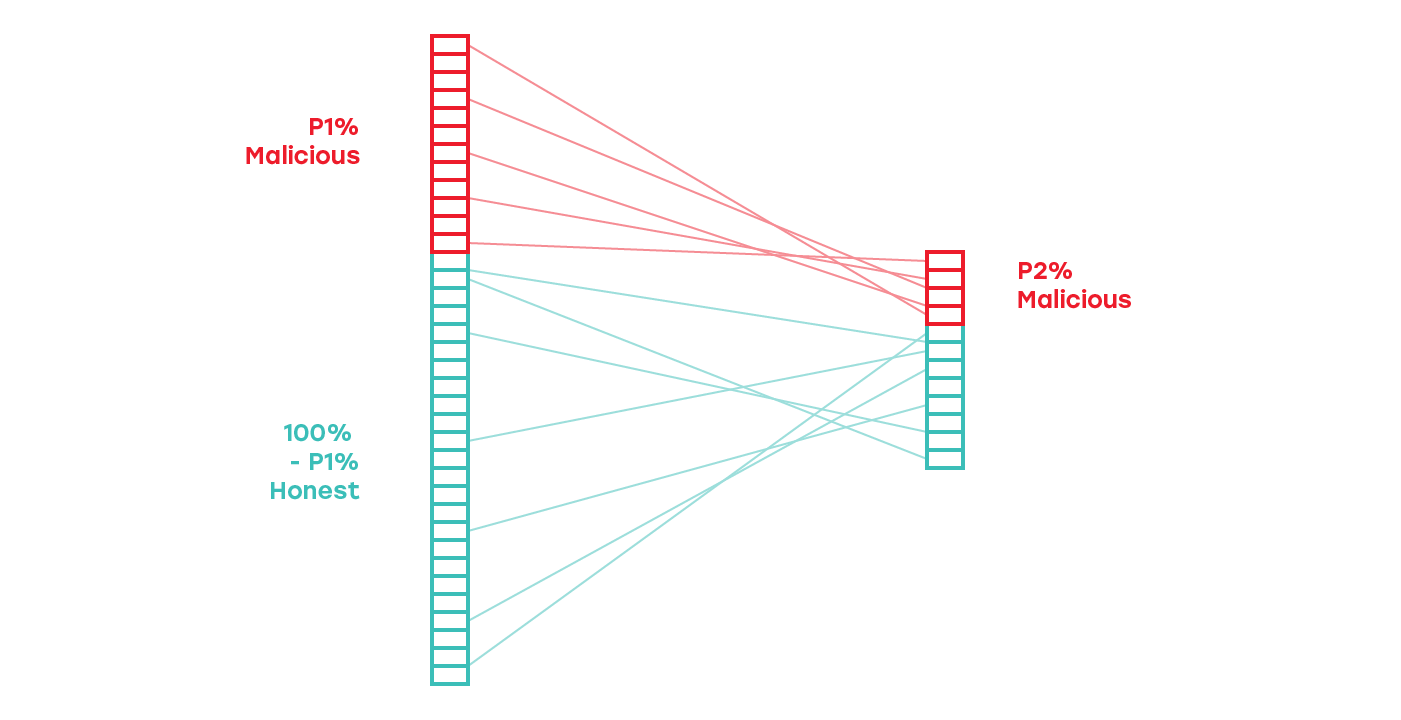 P1%
Malicious
P2%
Malicious
100%
- P1%
Honest